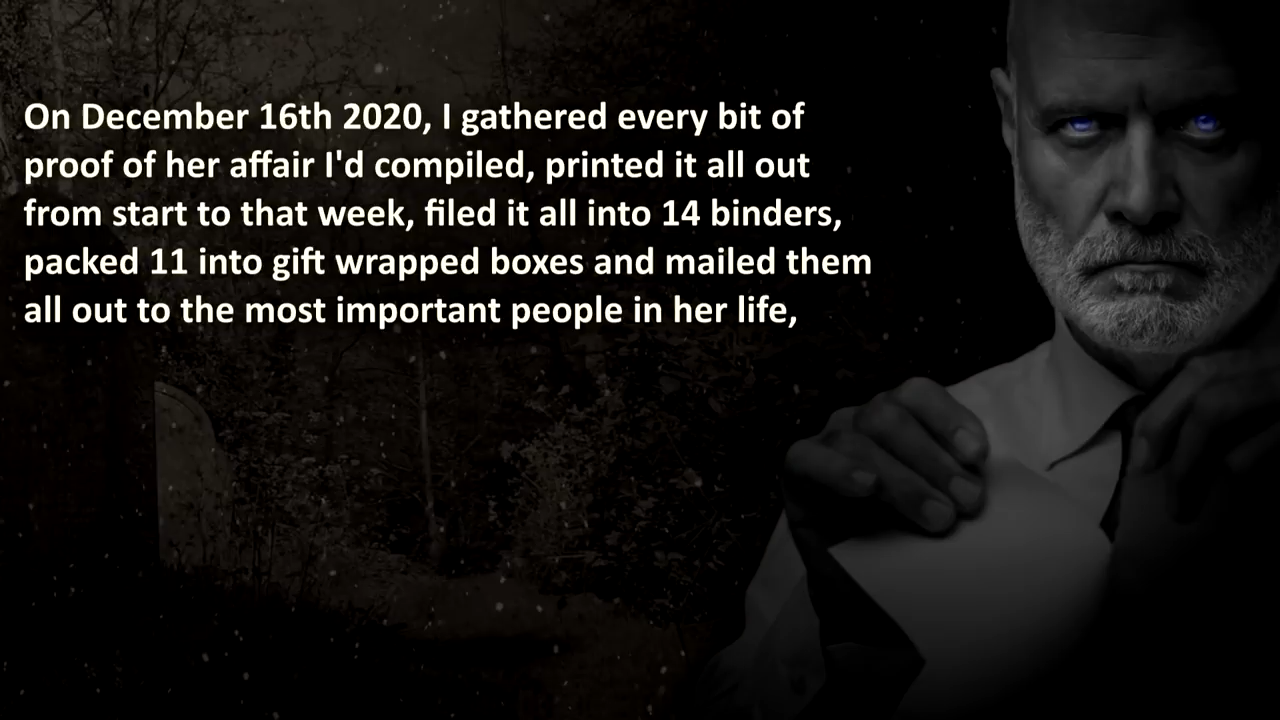 On December 16th 2020, I gathered every bit of
proof of her affair I'd compiled, printed it all out
from start to that week, filed it all into 14 binders,
packed 11 into gift wrapped boxes and mailed them
all out to the most important people in her life,